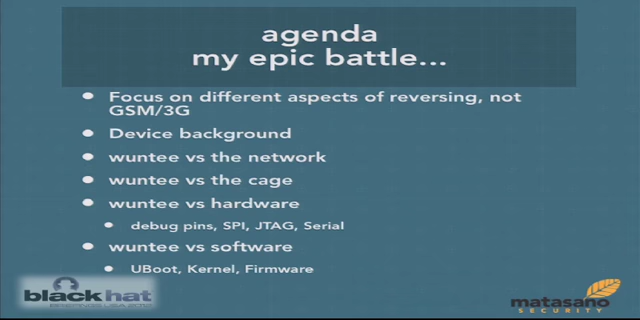 agenda
my epic battle...
Focus on different aspects of reversing, not
GSM/3G
Device background
wuntee vs the network
wuntee vs the cage
wuntee vs hardware
debug pins, SPI, JTAG, Serial
wuntee vs software
UBoot, Kernel, Firmware
black hat
matasano
SECURITY